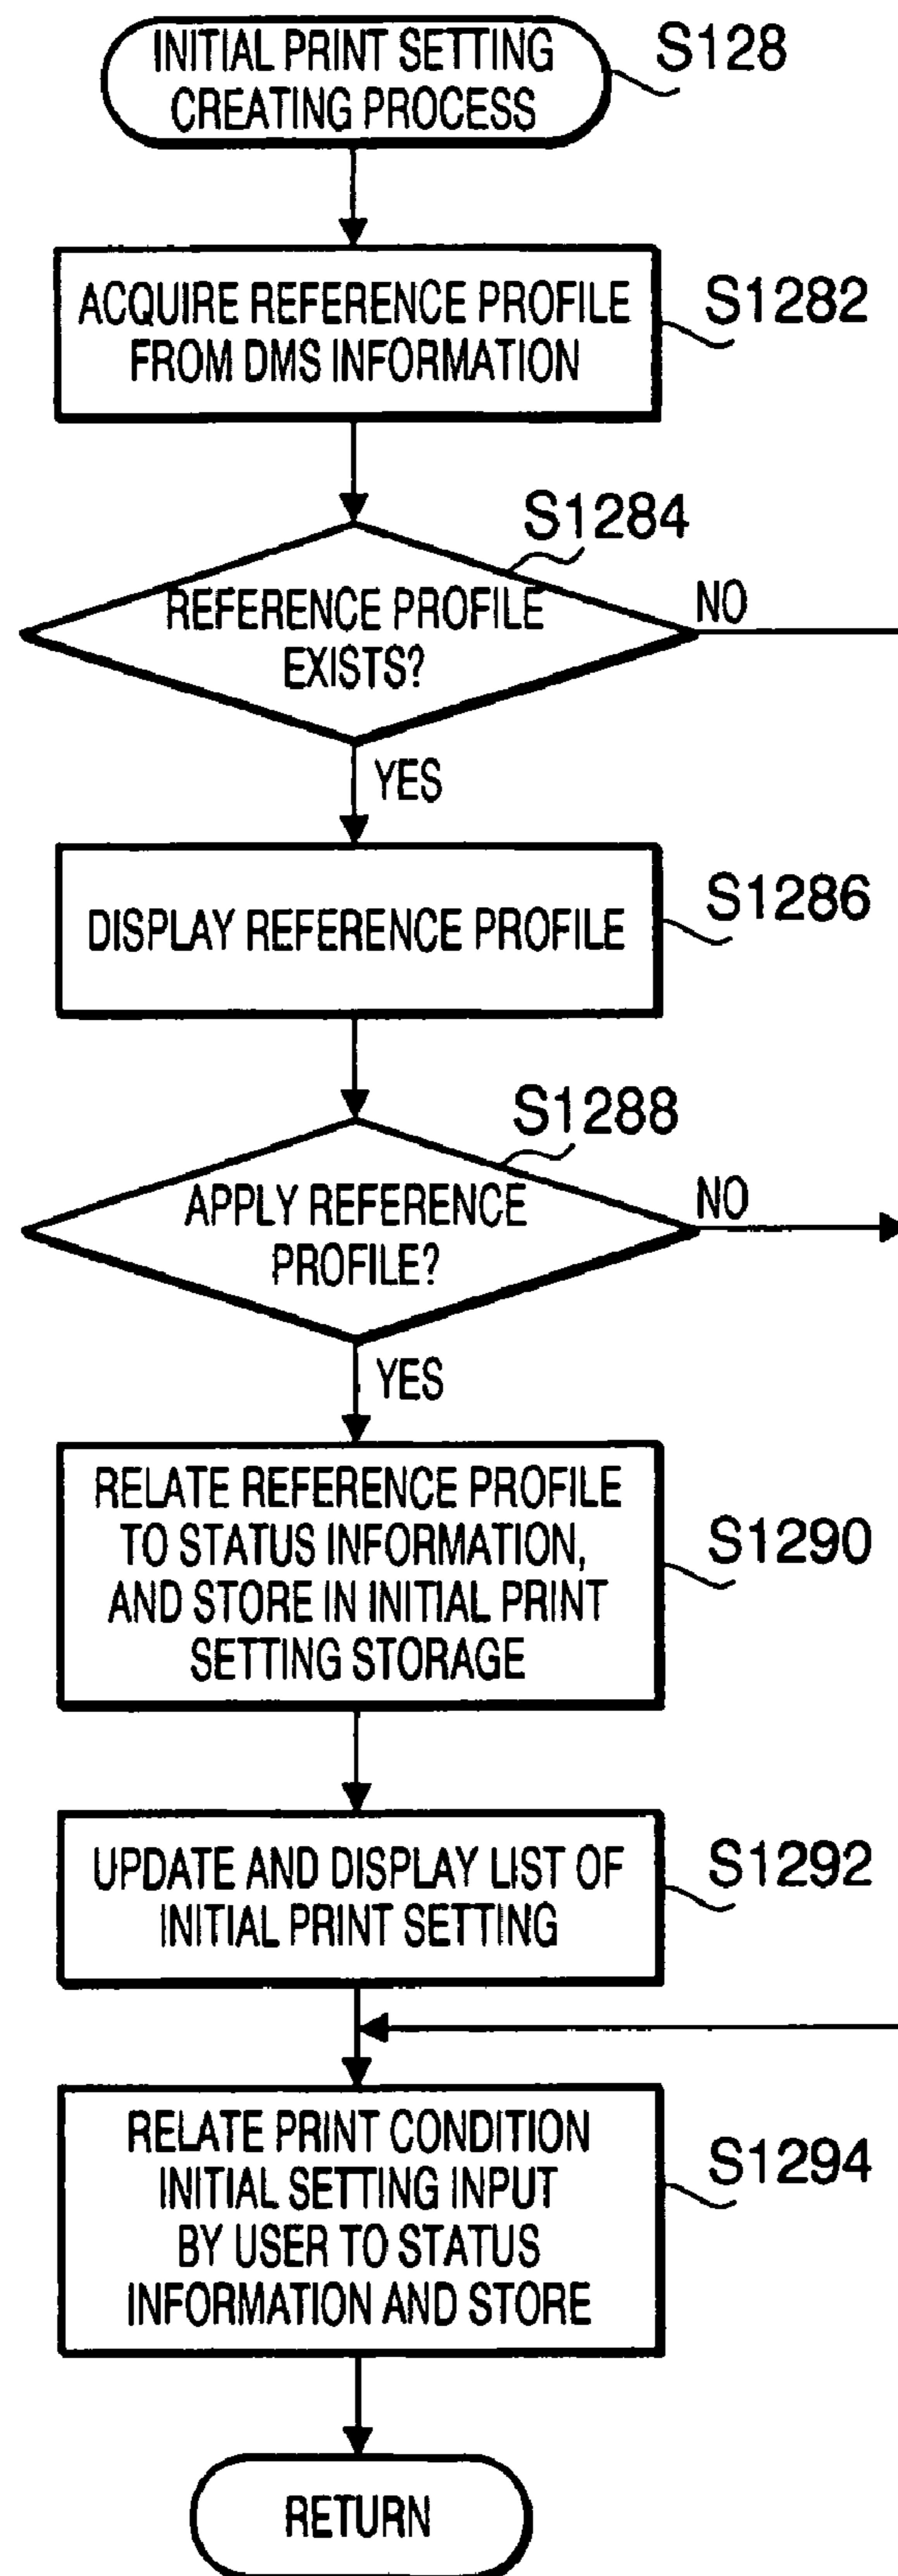 INITIAL PRINT SETTING
CREATING PROCESS
S128
ACQUIRE REFERENCE PROFILE
FROM DMS INFORMATION
S1282
S1284
REFERENCE PROFILE
EXISTS?
NO
YES
DISPLAY REFERENCE PROFILE
S1286
S1288
APPLY REFERENCE
PROFILE?
NO
YES
RELATE REFERENCE PROFILE
TO STATUS INFORMATION,
AND STORE IN INITIAL PRINT
SETTING STORAGE
S1290
UPDATE AND DISPLAY LIST OF
INITIAL PRINT SETTING
S1292
RELATE PRINT CONDITION
INITIAL SETTING INPUT
BY USER TO STATUS
INFORMATION AND STORE
S1294
RETURN